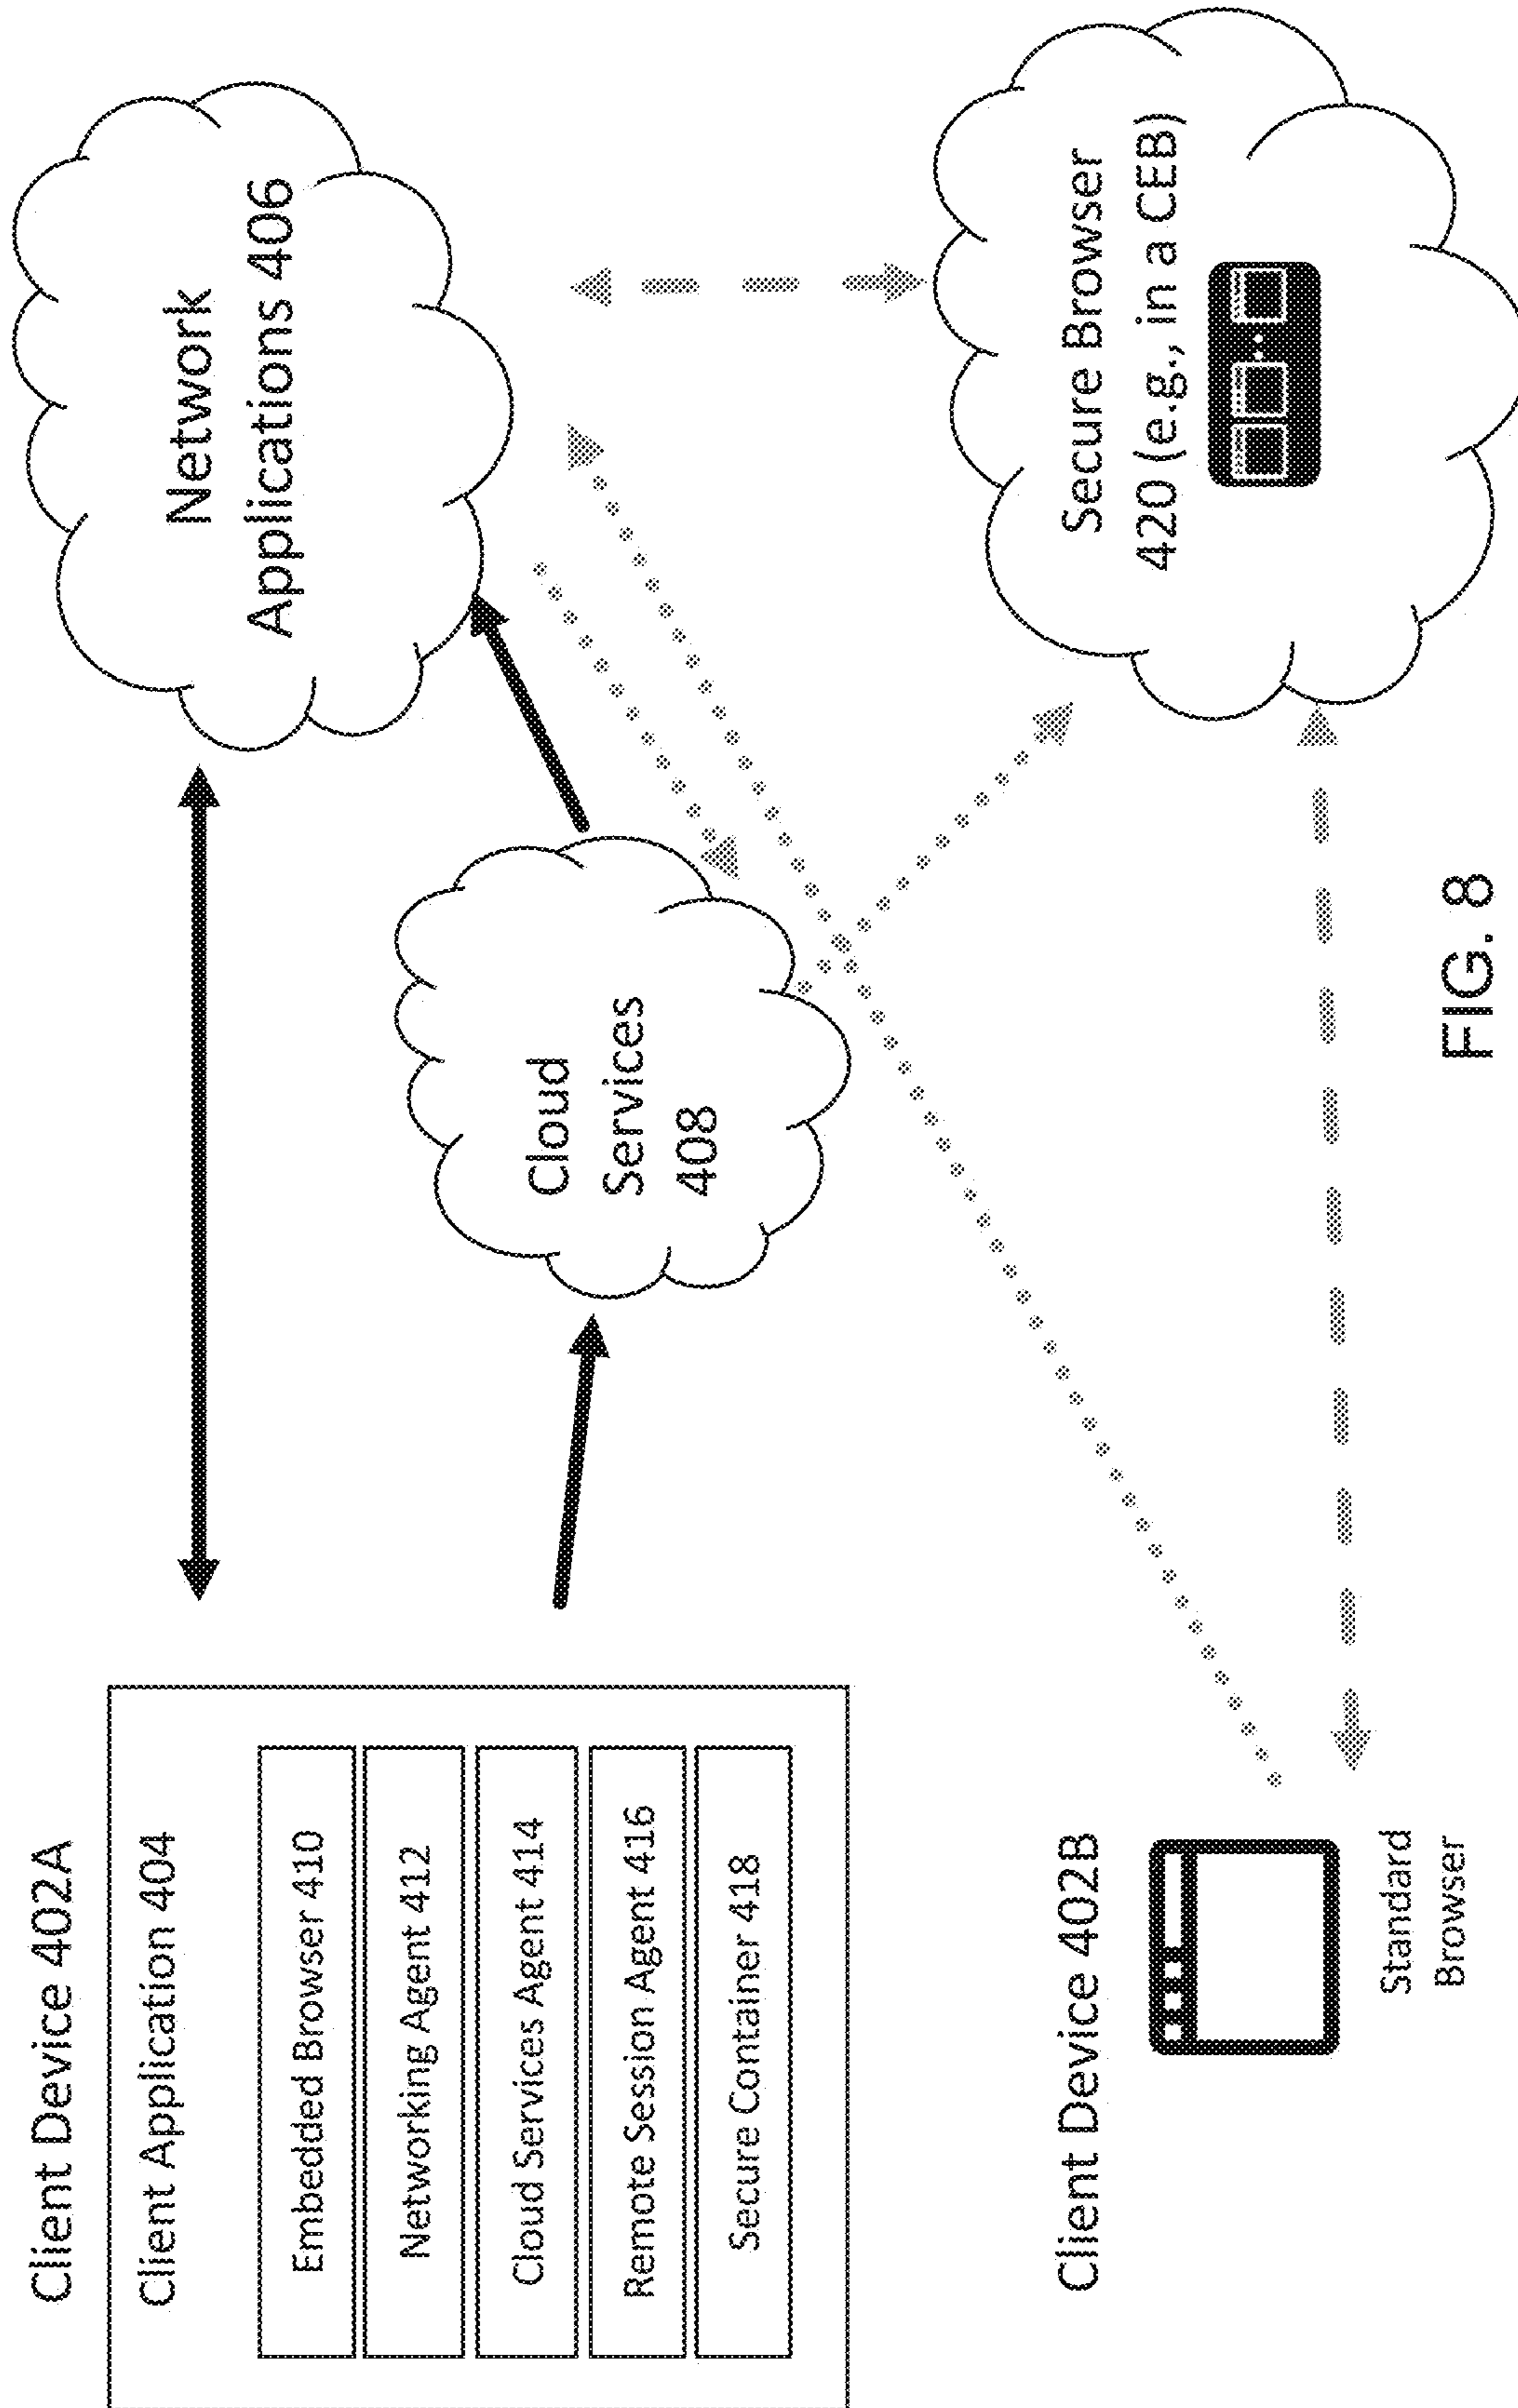 Client Device 402A
Client Application 404
Embedded Browser 410
Networking Agent 412
Cloud Services Agent 414
Remote Session Agent 416
Secure Container 418
Network
Applications 406
Cloud
Services
408
Client Device 402B
Standard
Browser
Secure Browser
420 (e.g., in a CEB)
FIG. 8